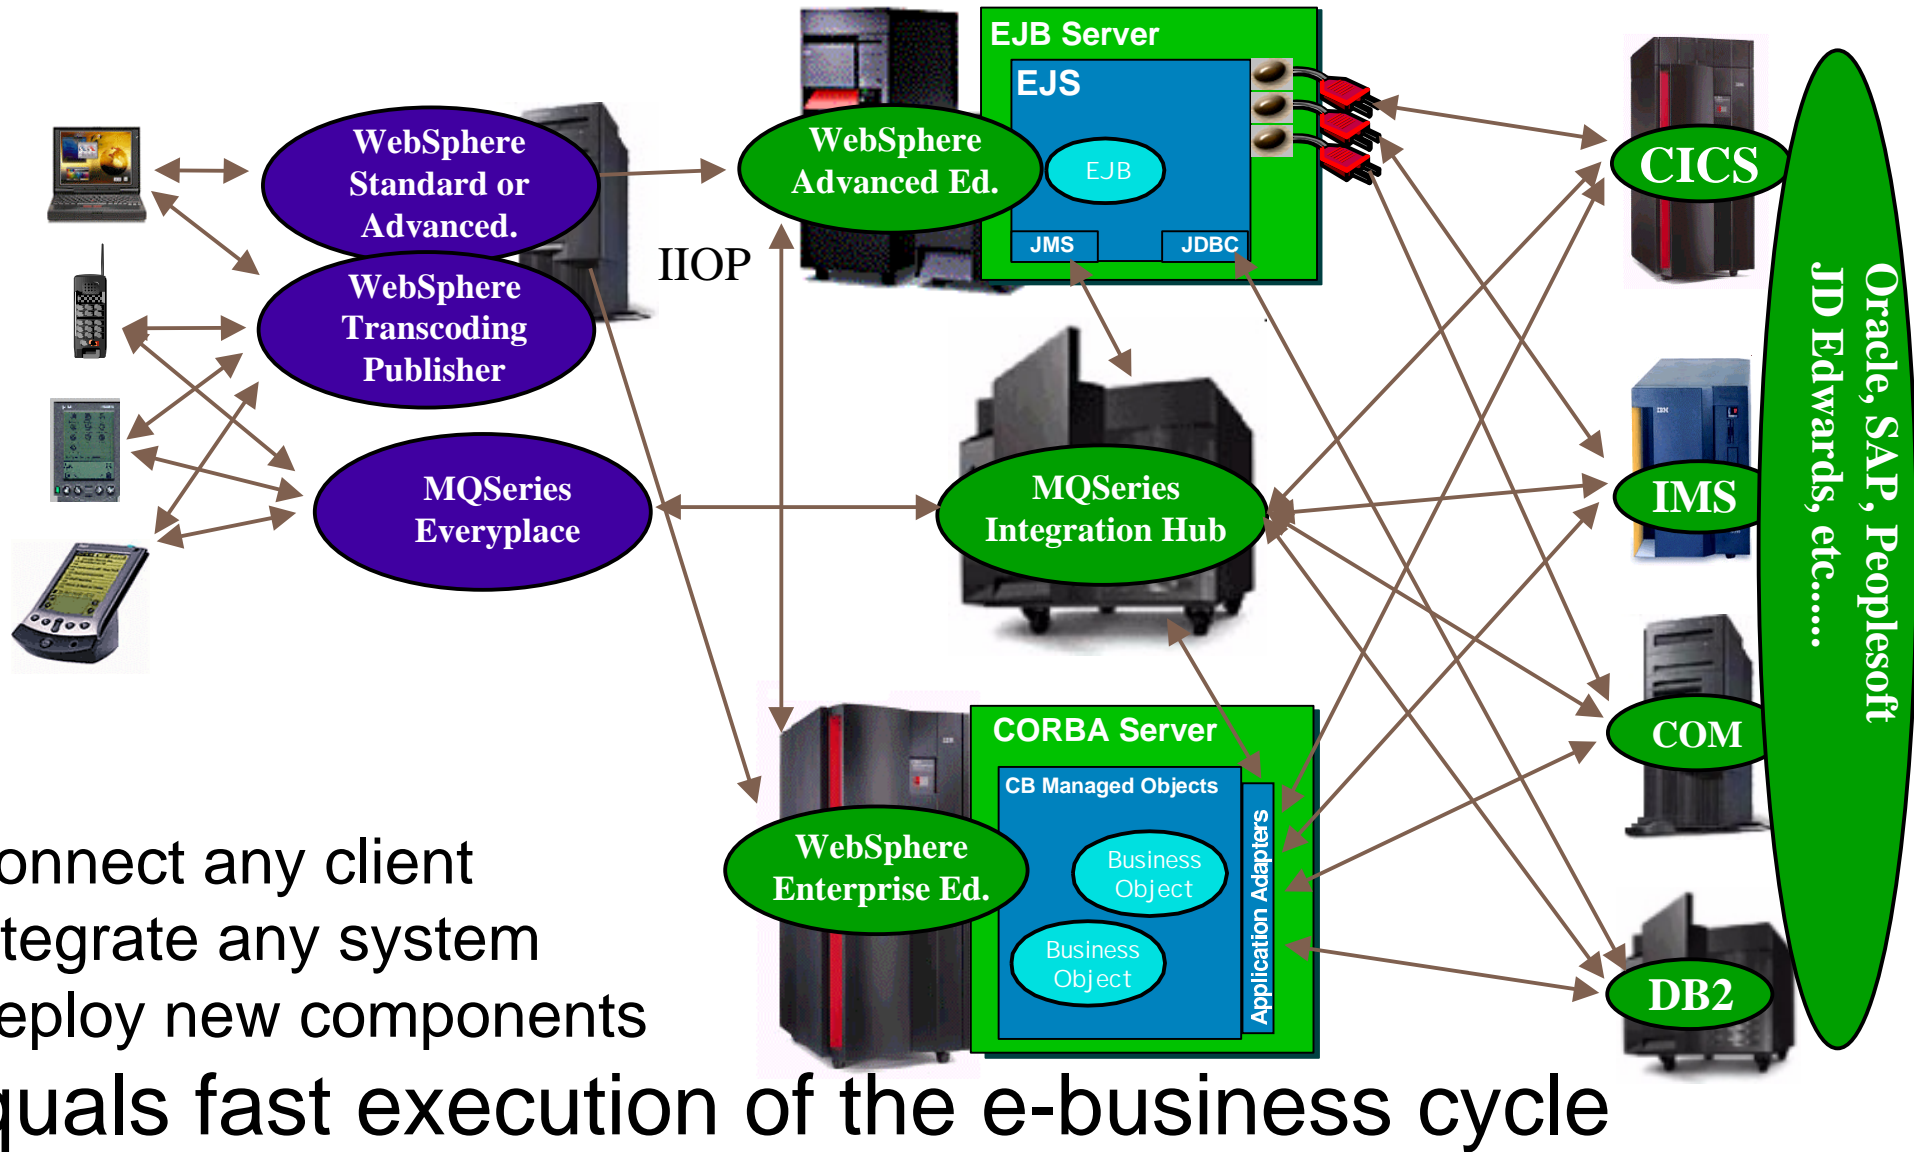 EJB Server
EJS
EJB
JMS
JDBC
WebSphere
Standard or
Advanced.
WebSphere
Advanced Ed.
IIOP
WebSphere
Transcoding
Publisher
MQSeries
Everyplace
MQSeries
Integration Hub
CICS
IMS
COM
DB2
Oracle, SAP, Peoplesoft
JD Edwards, etc......
CORBA Server
CB Managed Objects
WebSphere
Enterprise Ed.
Business
Object
Business
Object
Application Adapters
onnect any client
tegrate any system
eploy new components
quals fast execution of the e-business cycle